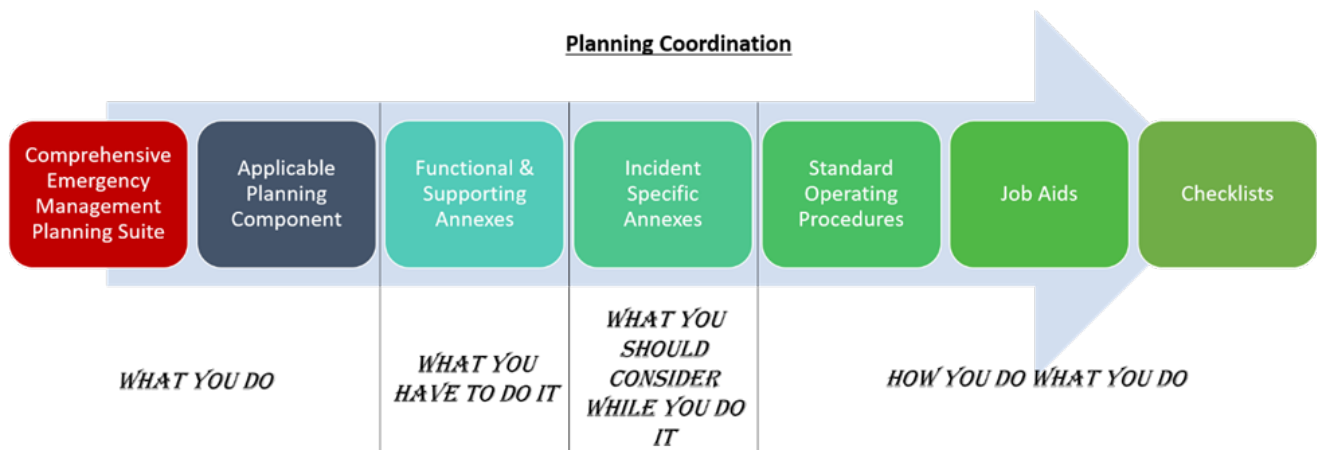 Planning Coordination
Comprehensive
Emergency
Management
Planning Suite
Applicable
Planning
Component
Functional &
Supporting
Annexes
Incident
Specific
Annexes
Standard
Operating
Procedures
Job Aids
Checklists
WHAT YOU DO
WHAT YOU
HAVE TO DO IT
WHAT YOU
SHOULD
CONSIDER
WHILE YOU DO
IT
HOW YOU DO WHAT YOU DO